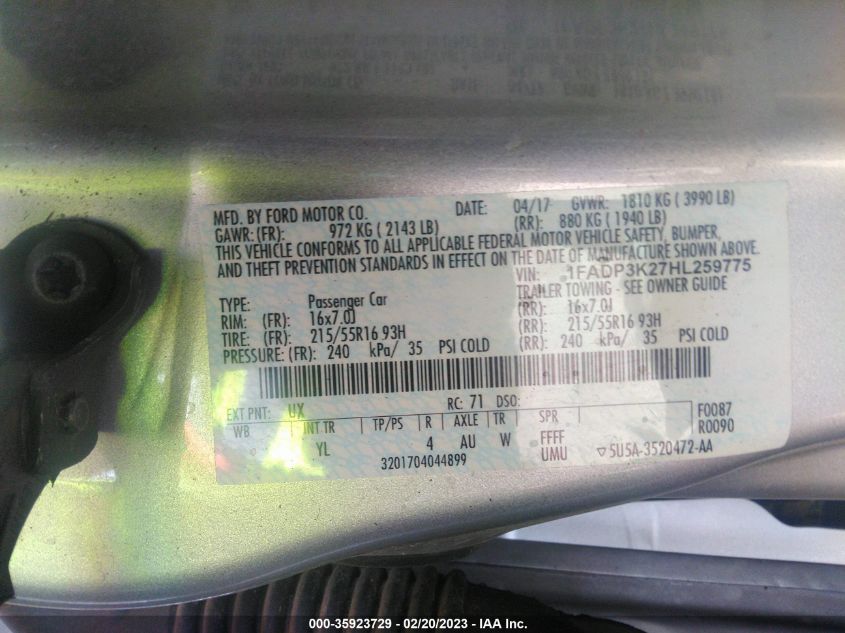 MFD. BY FORD MOTOR CO. DATE: 04/17 GVWR: 1810 KG ( 3990 LB)
GAWR: (FR): 972 KG ( 2143 LB) (RR): 880 KG ( 1940 LB)
THIS VEHICLE CONFORMS TO ALL APPLICABLE FEDERAL MOTOR VEHICLE SAFETY, BUMPER,
AND THEFT PREVENTION STANDARDS IN EFFECT ON THE DATE OF MANUFACTURE SHOWN ABOVE.
VIN: 1FADP3K27HL259775
TYPE: Passenger Car TRAILER TOWING - SEE OWNER GUIDE
RIM: (FR): 16x7.0J (RR): 16x7.0J
TIRE: (FR): 215/55R16 93H (RR): 215/55R16 93H
PRESSURE: (FR): 240 kPa/ 35 PSI COLD (RR): 240 kPa/ 35 PSI COLD
EXT PNT: UX RC: 71 DSO: F0087
WB INT TR TP/PS R AXLE TR SPR R0090
YL 4 AU W FFFF
UMU ▽5U5A-3520472-AA
3201704044899
000-35923729 - 02/20/2023 - IAA Inc.